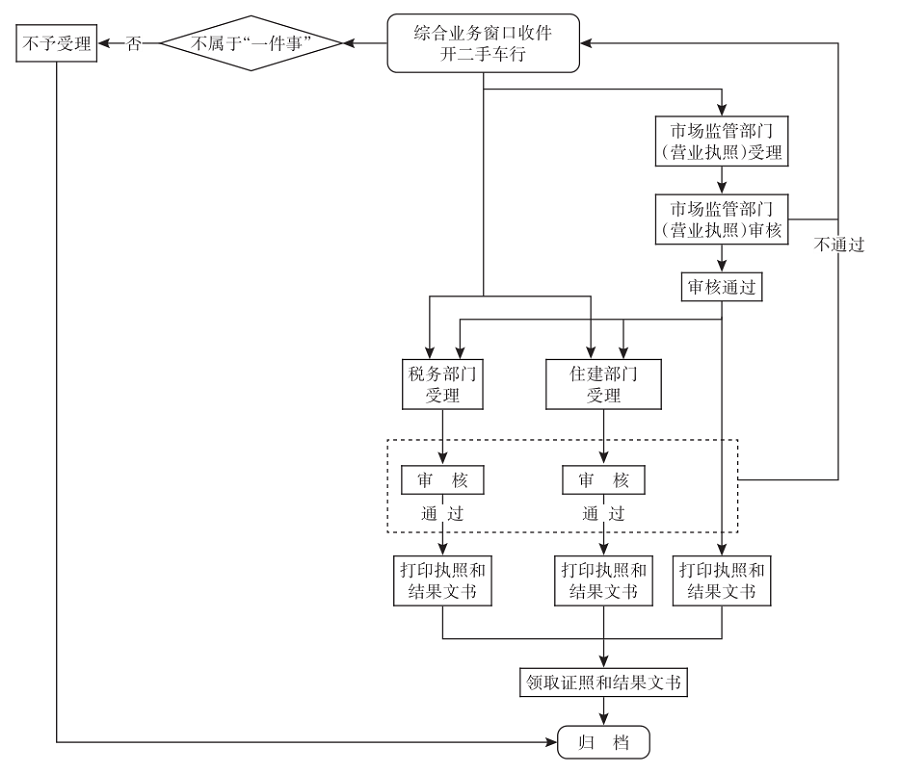 不予受理
否
不属于“一件事”
综合业务窗口收件
开二手车行
市场监管部门
(营业执照)受理
市场监管部门
(营业执照)审核
不通过
审核通过
税务部门
受理
住建部门
受理
审 核
审 核
通 过
通 过
打印执照和
结果文书
打印执照和
结果文书
打印执照和
结果文书
领取证照和结果文书
归 档